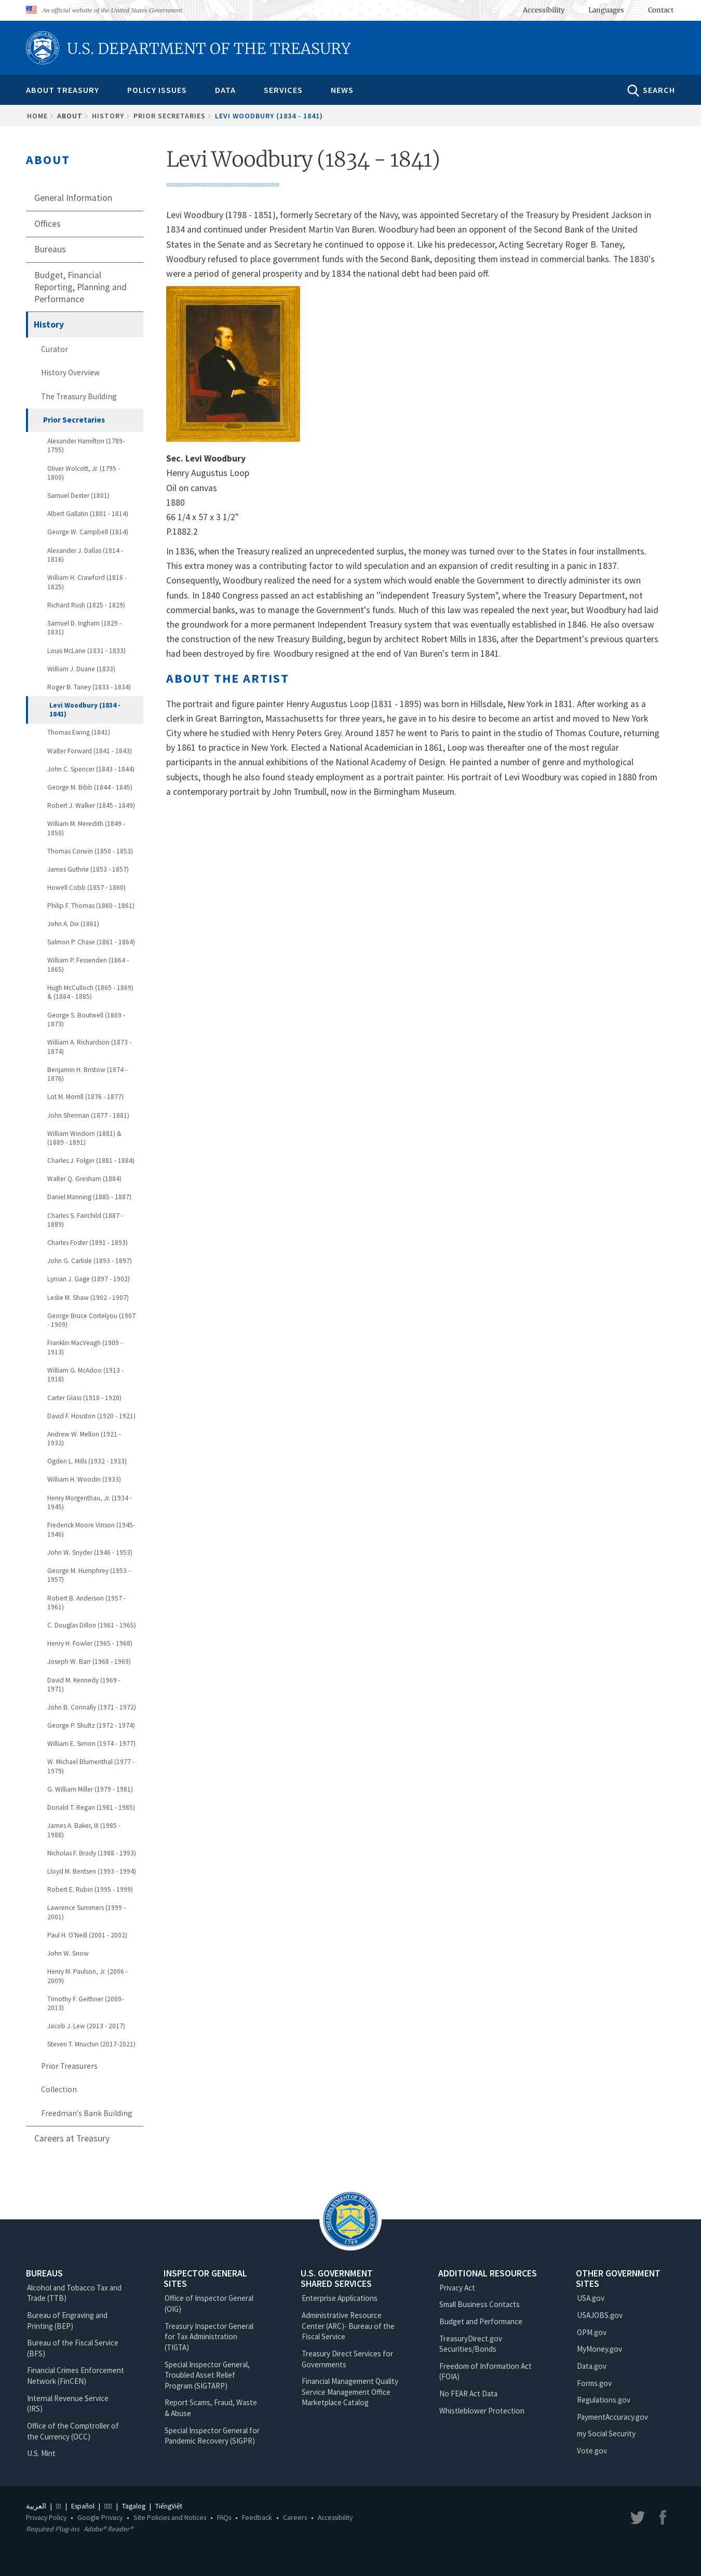 An official website of the United States Government
Accessibility
Languages
Contact
U.S. DEPARTMENT OF THE TREASURY
ABOUT TREASURY
POLICY ISSUES
DATA
SERVICES
NEWS
SEARCH
HOME › ABOUT › HISTORY › PRIOR SECRETARIES › LEVI WOODBURY (1834 - 1841)
ABOUT
General Information
Offices
Bureaus
Budget, Financial
Reporting, Planning and
Performance
History
Curator
History Overview
The Treasury Building
Prior Secretaries
Alexander Hamilton (1789-
1795)
Oliver Wolcott, Jr. (1795 -
1800)
Samuel Dexter (1801)
Albert Gallatin (1801 - 1814)
George W. Campbell (1814)
Alexander J. Dallas (1814 -
1816)
William H. Crawford (1816 -
1825)
Richard Rush (1825 - 1829)
Samuel D. Ingham (1829 -
1831)
Louis McLane (1831 - 1833)
William J. Duane (1833)
Roger B. Taney (1833 - 1834)
Levi Woodbury (1834 -
1841)
Thomas Ewing (1841)
Walter Forward (1841 - 1843)
John C. Spencer (1843 - 1844)
George M. Bibb (1844 - 1845)
Robert J. Walker (1845 - 1849)
William M. Meredith (1849 -
1850)
Thomas Corwin (1850 - 1853)
James Guthrie (1853 - 1857)
Howell Cobb (1857 - 1860)
Philip F. Thomas (1860 - 1861)
John A. Dix (1861)
Salmon P. Chase (1861 - 1864)
William P. Fessenden (1864 -
1865)
Hugh McCulloch (1865 - 1869)
& (1884 - 1885)
George S. Boutwell (1869 -
1873)
William A. Richardson (1873 -
1874)
Benjamin H. Bristow (1874 -
1876)
Lot M. Morrill (1876 - 1877)
John Sherman (1877 - 1881)
William Windom (1881) &
(1889 - 1891)
Charles J. Folger (1881 - 1884)
Walter Q. Gresham (1884)
Daniel Manning (1885 - 1887)
Charles S. Fairchild (1887 -
1889)
Charles Foster (1891 - 1893)
John G. Carlisle (1893 - 1897)
Lyman J. Gage (1897 - 1902)
Leslie M. Shaw (1902 - 1907)
George Bruce Cortelyou (1907
- 1909)
Franklin MacVeagh (1909 -
1913)
William G. McAdoo (1913 -
1918)
Carter Glass (1918 - 1920)
David F. Houston (1920 - 1921)
Andrew W. Mellon (1921 -
1932)
Ogden L. Mills (1932 - 1933)
William H. Woodin (1933)
Henry Morgenthau, Jr. (1934 -
1945)
Frederick Moore Vinson (1945-
1946)
John W. Snyder (1946 - 1953)
George M. Humphrey (1953 -
1957)
Robert B. Anderson (1957 -
1961)
C. Douglas Dillon (1961 - 1965)
Henry H. Fowler (1965 - 1968)
Joseph W. Barr (1968 - 1969)
David M. Kennedy (1969 -
1971)
John B. Connally (1971 - 1972)
George P. Shultz (1972 - 1974)
William E. Simon (1974 - 1977)
W. Michael Blumenthal (1977 -
1979)
G. William Miller (1979 - 1981)
Donald T. Regan (1981 - 1985)
James A. Baker, III (1985 -
1988)
Nicholas F. Brady (1988 - 1993)
Lloyd M. Bentsen (1993 - 1994)
Robert E. Rubin (1995 - 1999)
Lawrence Summers (1999 -
2001)
Paul H. O'Neill (2001 - 2002)
John W. Snow
Henry M. Paulson, Jr. (2006 -
2009)
Timothy F. Geithner (2009-
2013)
Jacob J. Lew (2013 - 2017)
Steven T. Mnuchin (2017-2021)
Prior Treasurers
Collection
Freedman's Bank Building
Careers at Treasury
Levi Woodbury (1834 - 1841)
Levi Woodbury (1798 - 1851), formerly Secretary of the Navy, was appointed Secretary of the Treasury by President Jackson in
1834 and continued under President Martin Van Buren. Woodbury had been an opponent of the Second Bank of the United
States in the Senate and as Secretary he continued to oppose it. Like his predecessor, Acting Secretary Roger B. Taney,
Woodbury refused to place government funds with the Second Bank, depositing them instead in commercial banks. The 1830's
were a period of general prosperity and by 1834 the national debt had been paid off.
Sec. Levi Woodbury
Henry Augustus Loop
Oil on canvas
1880
66 1/4 x 57 x 3 1/2"
P.1882.2
In 1836, when the Treasury realized an unprecedented surplus, the money was turned over to the States in four installments.
This extra money was a contributing factor to wild speculation and an expansion of credit resulting in a panic in 1837.
Consequently, Woodbury realized the need for a system which would enable the Government to directly administer its own
funds. In 1840 Congress passed an act establishing an ''independent Treasury System", where the Treasury Department, not
commercial banks, was to manage the Government's funds. Much of this law was repealed the next year, but Woodbury had laid
the groundwork for a more permanent Independent Treasury system that was eventually established in 1846. He also oversaw
the construction of the new Treasury Building, begun by architect Robert Mills in 1836, after the Department's previous quarters
had been destroyed by fire. Woodbury resigned at the end of Van Buren's term in 1841.
ABOUT THE ARTIST
The portrait and figure painter Henry Augustus Loop (1831 - 1895) was born in Hillsdale, New York in 1831. After working as a
clerk in Great Barrington, Massachusetts for three years, he gave in to his desire to become an artist and moved to New York
City where he studied with Henry Peters Grey. Around 1857 he went to Paris to paint in the studio of Thomas Couture, returning
by 1861 to practice in New York. Elected a National Academician in 1861, Loop was thereafter one of the most regular
participants in the annual exhibitions of the National Academy of Design. He painted a number of genre and mythological
subjects, though he also found steady employment as a portrait painter. His portrait of Levi Woodbury was copied in 1880 from
a contemporary portrait by John Trumbull, now in the Birmingham Museum.
BUREAUS
Alcohol and Tobacco Tax and
Trade (TTB)
Bureau of Engraving and
Printing (BEP)
Bureau of the Fiscal Service
(BFS)
Financial Crimes Enforcement
Network (FinCEN)
Internal Revenue Service
(IRS)
Office of the Comptroller of
the Currency (OCC)
U.S. Mint
INSPECTOR GENERAL
SITES
Office of Inspector General
(OIG)
Treasury Inspector General
for Tax Administration
(TIGTA)
Special Inspector General,
Troubled Asset Relief
Program (SIGTARP)
Report Scams, Fraud, Waste
& Abuse
Special Inspector General for
Pandemic Recovery (SIGPR)
U.S. GOVERNMENT
SHARED SERVICES
Enterprise Applications
Administrative Resource
Center (ARC)- Bureau of the
Fiscal Service
Treasury Direct Services for
Governments
Financial Management Quality
Service Management Office
Marketplace Catalog
ADDITIONAL RESOURCES
Privacy Act
Small Business Contacts
Budget and Performance
TreasuryDirect.gov
Securities/Bonds
Freedom of Information Act
(FOIA)
No FEAR Act Data
Whistleblower Protection
OTHER GOVERNMENT
SITES
USA.gov
USAJOBS.gov
OPM.gov
MyMoney.gov
Data.gov
Forms.gov
Regulations.gov
PaymentAccuracy.gov
my Social Security
Vote.gov
العربية | | Español | | Tagalog | TiếngViệt
Privacy Policy • Google Privacy • Site Policies and Notices • FAQs • Feedback • Careers • Accessibility
Required Plug-ins Adobe® Reader®